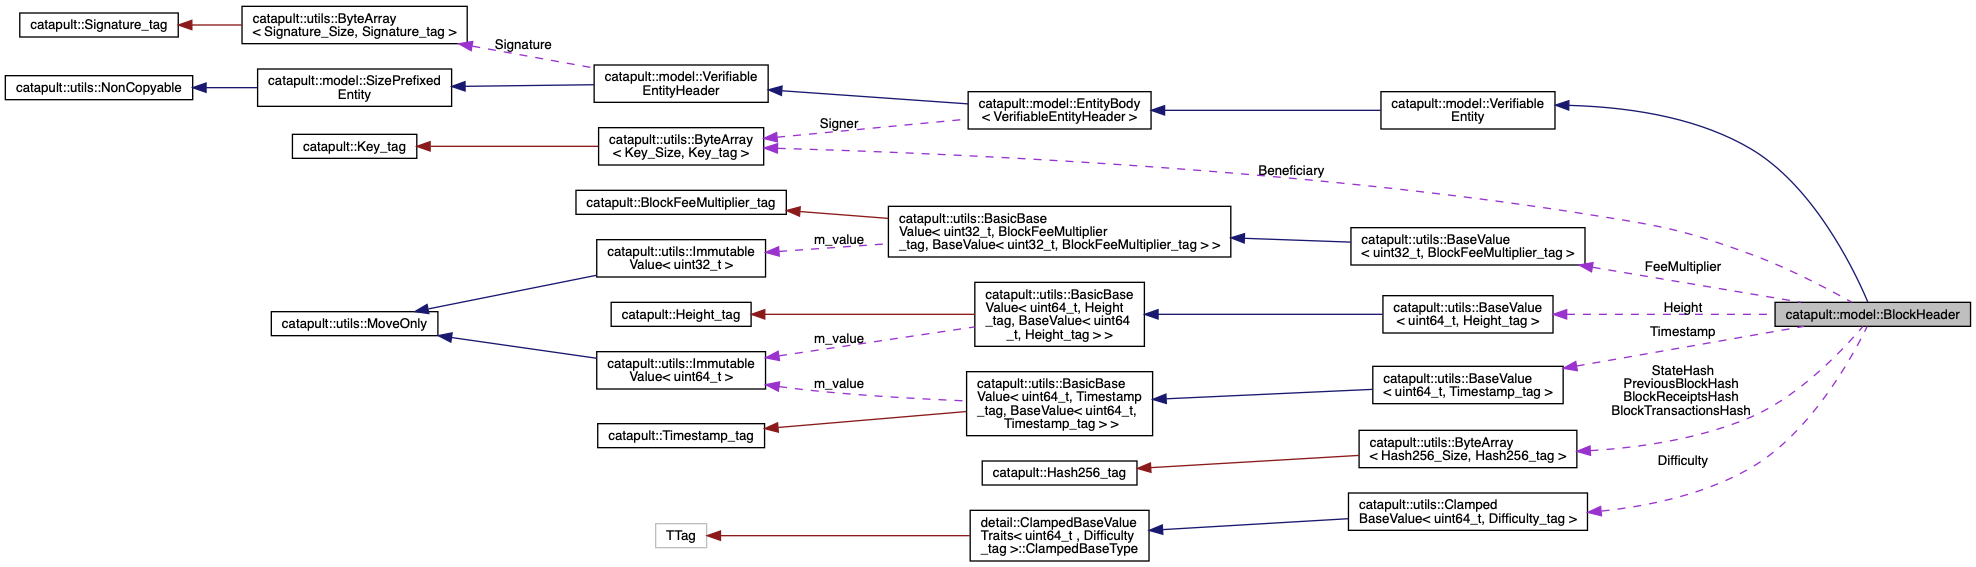 catapult::Signature_tag
catapult::utils::ByteArray
< Signature_Size, Signature_tag >
Signature
catapult::utils::NonCopyable
catapult::model::SizePrefixed
Entity
catapult::model::Verifiable
EntityHeader
catapult::model::EntityBody
< VerifiableEntityHeader >
catapult::model::Verifiable
Entity
Signer
catapult::Key_tag
catapult::utils::ByteArray
< Key_Size, Key_tag >
Beneficiary
catapult::BlockFeeMultiplier_tag
catapult::utils::BasicBase
Value< uint32_t, BlockFeeMultiplier
_tag, BaseValue< uint32_t, BlockFeeMultiplier_tag > >
m_value
catapult::utils::Immutable
Value< uint32_t >
catapult::utils::BaseValue
< uint32_t, BlockFeeMultiplier_tag >
FeeMultiplier
catapult::utils::MoveOnly
catapult::Height_tag
catapult::utils::BasicBase
Value< uint64_t, Height
_tag, BaseValue< uint64
_t, Height_tag > >
catapult::utils::BaseValue
< uint64_t, Height_tag >
Height
catapult::model::BlockHeader
Timestamp
m_value
catapult::utils::Immutable
Value< uint64_t >
m_value
catapult::utils::BasicBase
Value< uint64_t, Timestamp
_tag, BaseValue< uint64_t,
Timestamp_tag > >
catapult::utils::BaseValue
< uint64_t, Timestamp_tag >
StateHash
PreviousBlockHash
BlockReceiptsHash
BlockTransactionsHash
catapult::Timestamp_tag
catapult::Hash256_tag
catapult::utils::ByteArray
< Hash256_Size, Hash256_tag >
Difficulty
TTag
detail::ClampedBaseValue
Traits< uint64_t , Difficulty
_tag >::ClampedBaseType
catapult::utils::Clamped
BaseValue< uint64_t, Difficulty_tag >